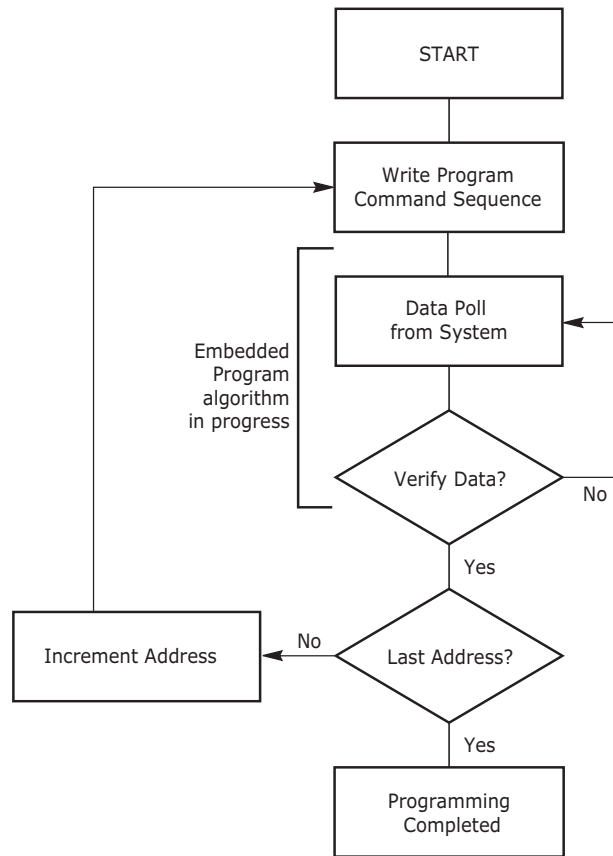 START
Write Program
Command Sequence
Data Poll
from System
Embedded
Program
algorithm
in progress
Verify Data?
No
Yes
Increment Address
No
Last Address?
Yes
Programming
Completed